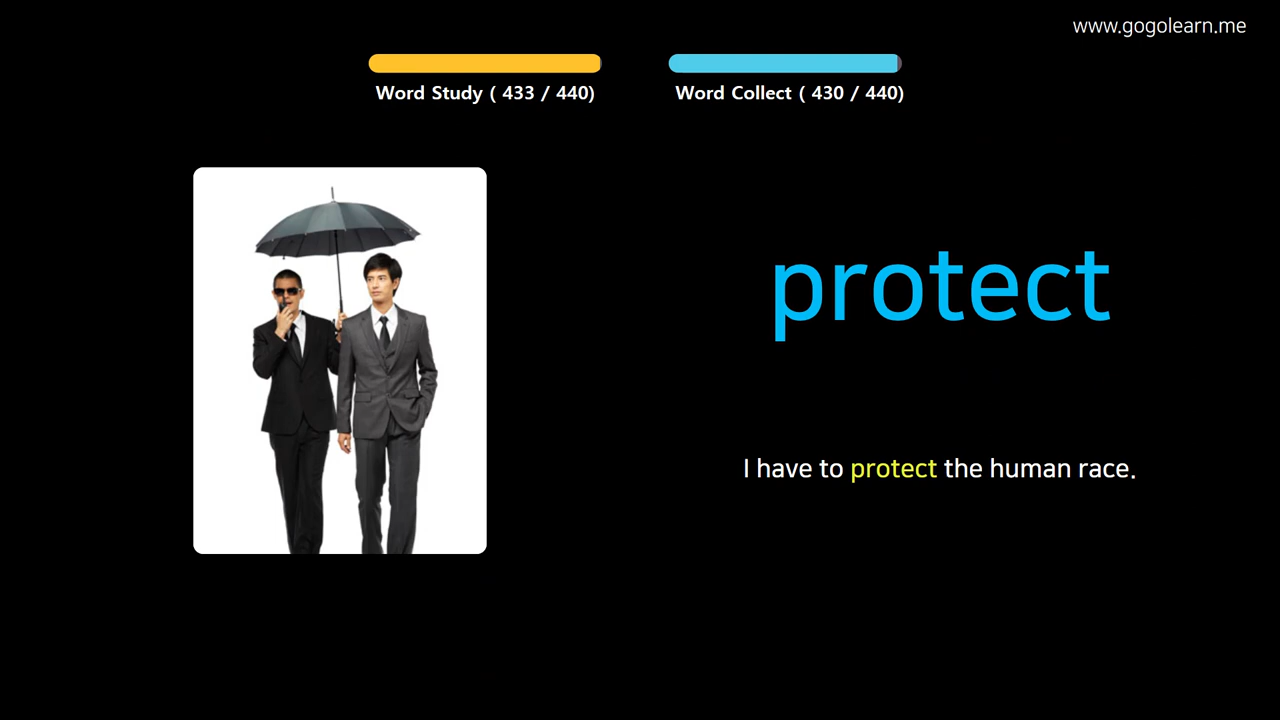 www.gogolearn.me
Word Study ( 433 / 440)
Word Collect ( 430 / 440)
protect
I have to protect the human race.